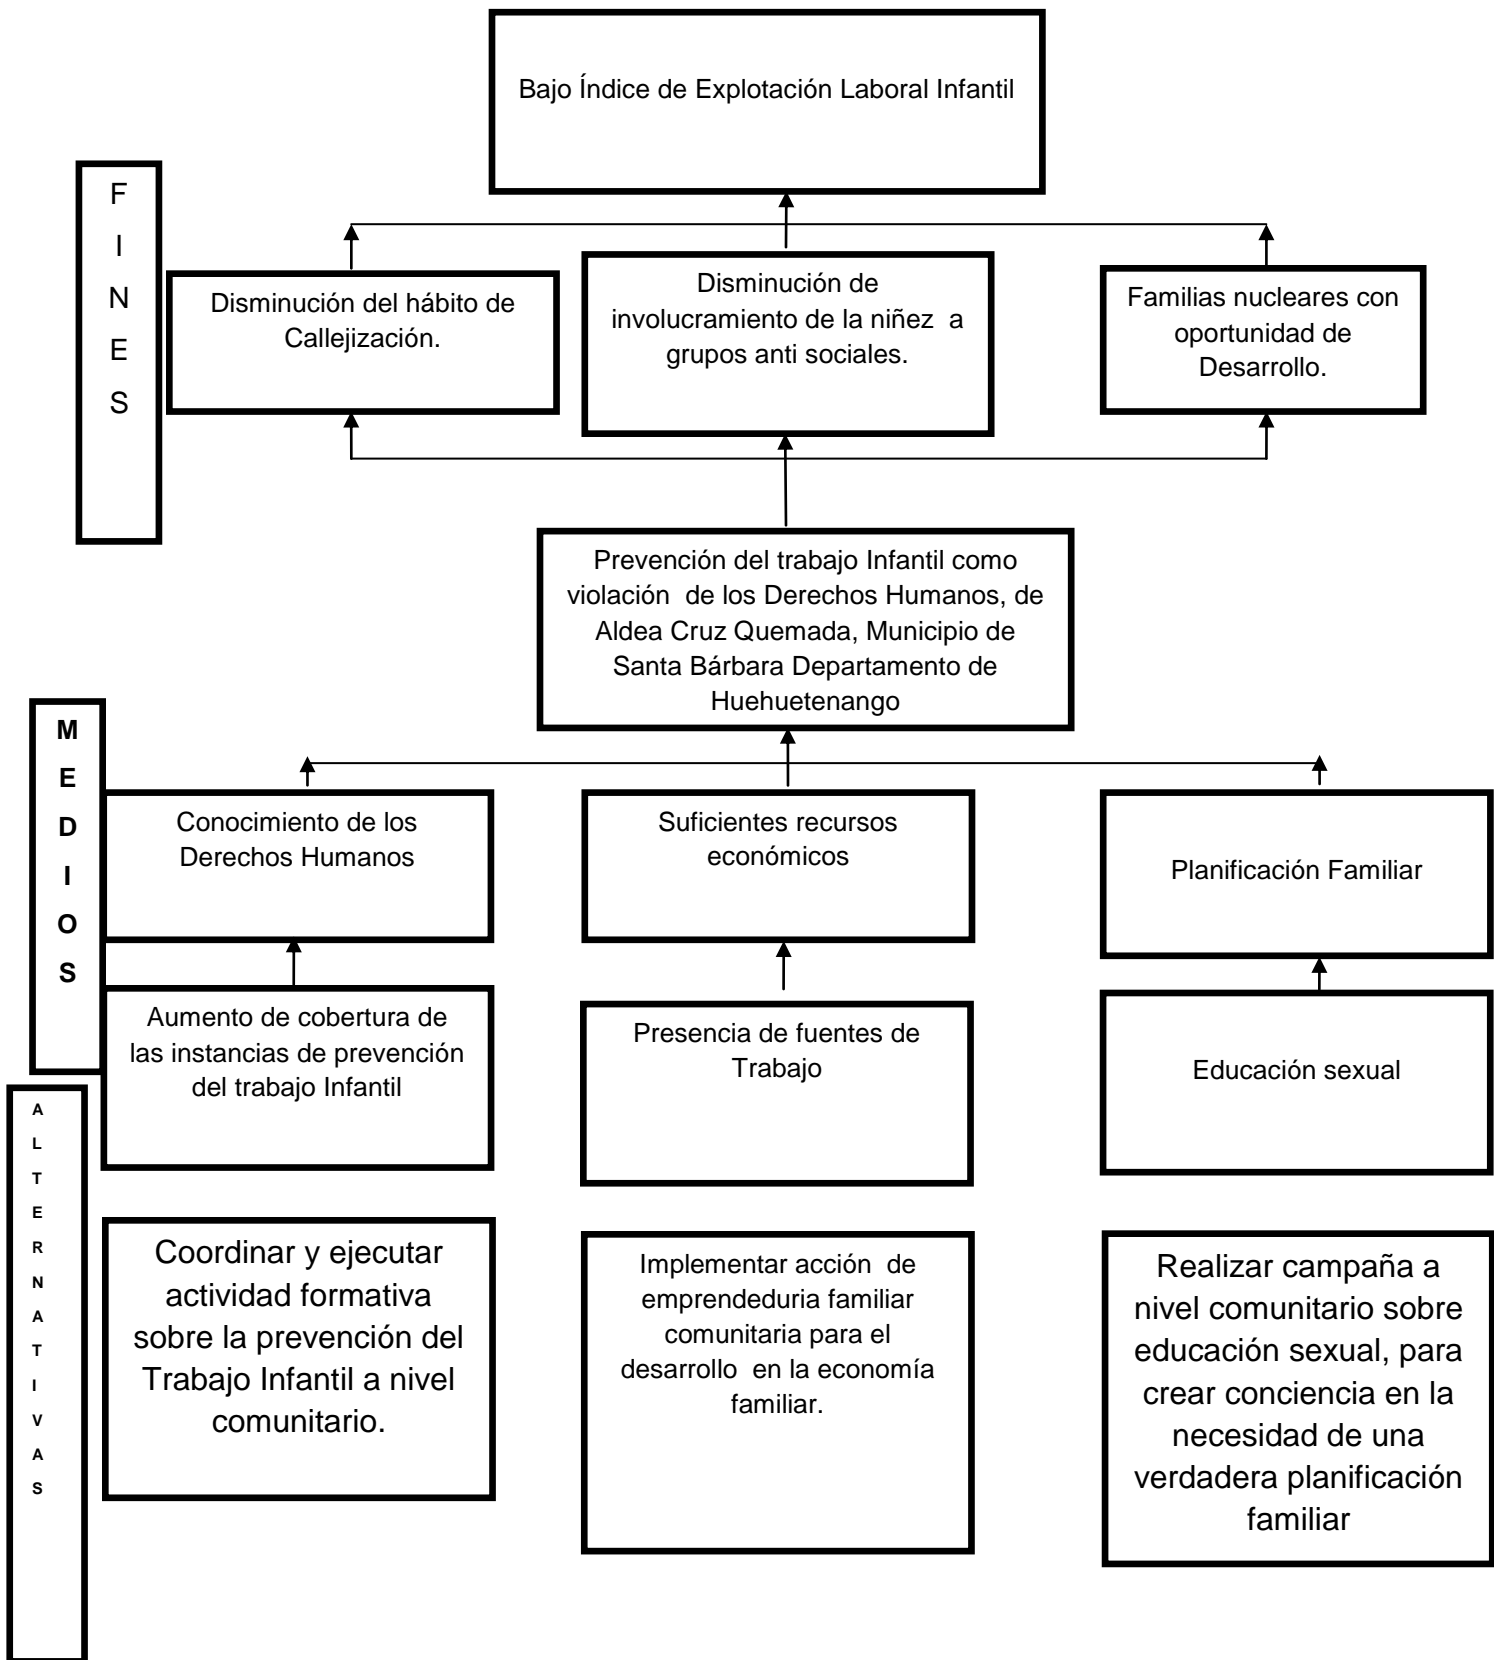 Bajo Índice de Explotación Laboral Infantil
F
I
N
E
S
Disminución del hábito de
Callejización.
Disminución de
involucramiento de la niñez  a
grupos anti sociales.
Familias nucleares con
oportunidad de
Desarrollo.
Prevención del trabajo Infantil como
violación  de los Derechos Humanos, de
Aldea Cruz Quemada, Municipio de
Santa Bárbara Departamento de
Huehuetenango
M
E
D
I
O
S
Conocimiento de los
Derechos Humanos
Suficientes recursos
económicos
Planificación Familiar
Aumento de cobertura de
las instancias de prevención
del trabajo Infantil
Presencia de fuentes de
Trabajo
Educación sexual
A
L
T
E
R
N
A
T
I
V
A
S
Coordinar y ejecutar
actividad formativa
sobre la prevención del
Trabajo Infantil a nivel
comunitario.
Implementar acción  de
emprendeduria familiar
comunitaria para el
desarrollo  en la economía
familiar.
Realizar campaña a
nivel comunitario sobre
educación sexual, para
crear conciencia en la
necesidad de una
verdadera planificación
familiar